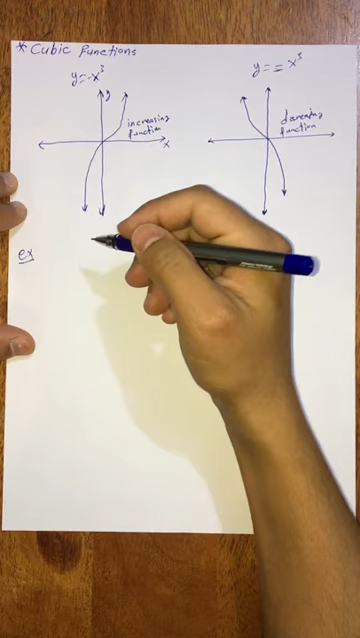 * Cubic Functions
y = x³
y = - x³
y
increasing
function
x
decreasing
function
ex